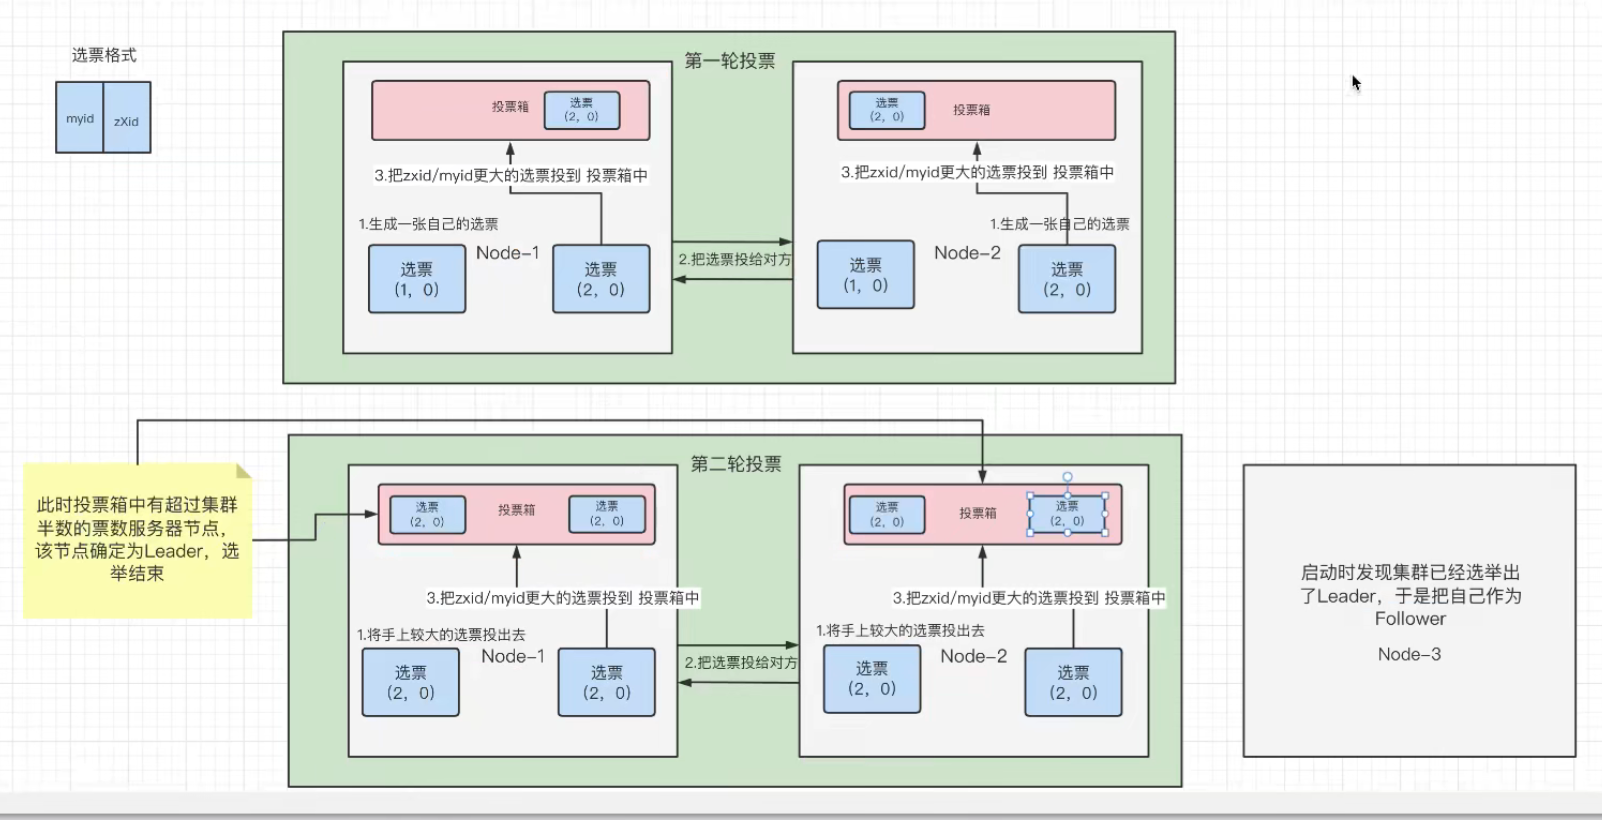 选票格式
myid
zXid
第一轮投票
投票箱
选票
(2, 0)
3.把zxid/myid更大的选票投到 投票箱中
1.生成一张自己的选票
Node-1
选票
(1, 0)
选票
(2, 0)
2.把选票投给对方
选票
(2, 0)
投票箱
3.把zxid/myid更大的选票投到 投票箱中
1.生成一张自己的选票
选票
(1, 0)
Node-2
选票
(2, 0)
第二轮投票
此时投票箱中有超过集群
半数的票数服务器节点，
该节点确定为Leader，选
举结束
选票
(2, 0)
投票箱
选票
(2, 0)
3.把zxid/myid更大的选票投到 投票箱中
1.将手上较大的选票投出去
Node-1
选票
(2, 0)
选票
(2, 0)
2.把选票投给对方
选票
(2, 0)
投票箱
选票
(2, 0)
3.把zxid/myid更大的选票投到 投票箱中
1.将手上较大的选票投出去
选票
(2, 0)
Node-2
选票
(2, 0)
启动时发现集群已经选举出
了Leader，于是把自己作为
Follower
Node-3